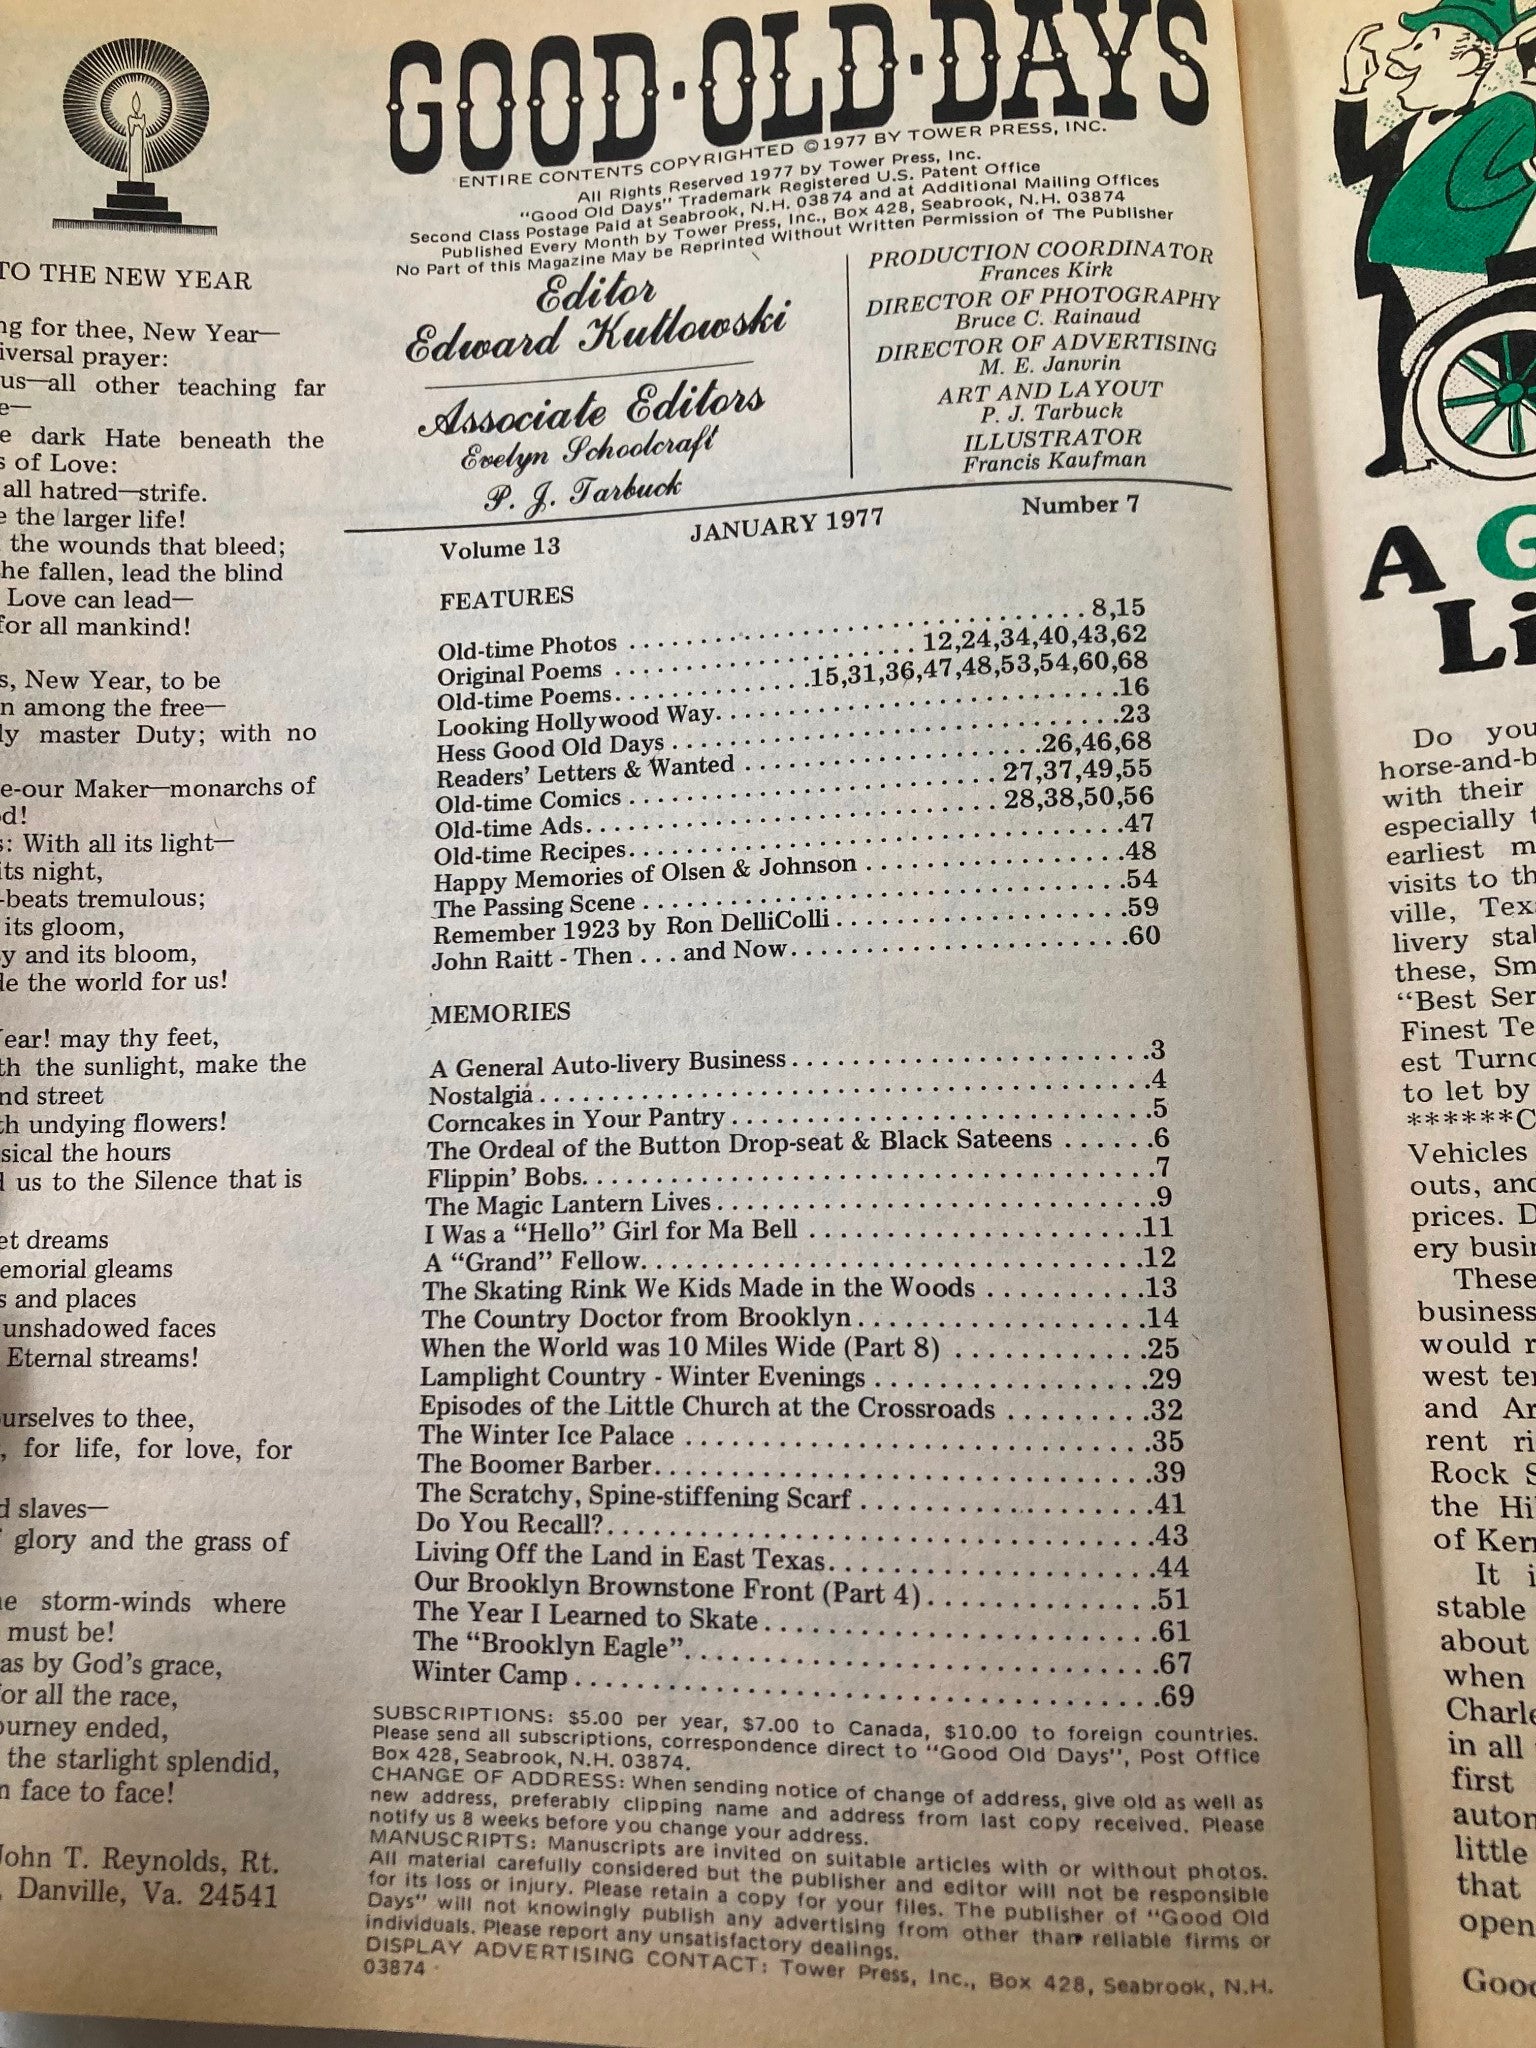 TO THE NEW YEAR
ng for thee, New Year—
iversal prayer:
us—all other teaching far
e—
e dark Hate beneath the
s of Love:
all hatred—strife.
e the larger life!
the wounds that bleed;
he fallen, lead the blind
Love can lead—
for all mankind!
s, New Year, to be
n among the free—
ly master Duty; with no
e-our Maker—monarchs of
d!
s: With all its light—
its night,
-beats tremulous;
its gloom,
y and its bloom,
de the world for us!
Year! may thy feet,
th the sunlight, make the
nd street
th undying flowers!
sical the hours
d us to the Silence that is
et dreams
emorial gleams
s and places
unshadowed faces
Eternal streams!
urselves to thee,
, for life, for love, for
d slaves—
glory and the grass of
e storm-winds where
must be!
as by God's grace,
for all the race,
ourney ended,
the starlight splendid,
n face to face!
John T. Reynolds, Rt.
, Danville, Va. 24541
GOOD·OLD·DAYS
ENTIRE CONTENTS COPYRIGHTED ©1977 BY TOWER PRESS, INC.
All Rights Reserved 1977 by Tower Press, Inc.
"Good Old Days" Trademark Registered U.S. Patent Office
Second Class Postage Paid at Seabrook, N.H. 03874 and at Additional Mailing Offices
Published Every Month by Tower Press, Inc., Box 428, Seabrook, N.H. 03874
No Part of this Magazine May be Reprinted Without Written Permission of The Publisher
Editor
Edward Kutlowski
Associate Editors
Evelyn Schoolcraft
P. J. Tarbuck
PRODUCTION COORDINATOR
Frances Kirk
DIRECTOR OF PHOTOGRAPHY
Bruce C. Rainaud
DIRECTOR OF ADVERTISING
M. E. Janvrin
ART AND LAYOUT
P. J. Tarbuck
ILLUSTRATOR
Francis Kaufman
Volume 13 JANUARY 1977 Number 7
FEATURES
Old-time Photos . . . . . 8,15
Original Poems . . . . . 12,24,34,40,43,62
Old-time Poems. . . . . 15,31,36,47,48,53,54,60,68
Looking Hollywood Way. . . . . 16
Hess Good Old Days . . . . . 23
Readers' Letters & Wanted . . . . . 26,46,68
Old-time Comics . . . . . 27,37,49,55
Old-time Ads. . . . . 28,38,50,56
Old-time Recipes. . . . . 47
Happy Memories of Olsen & Johnson . . . . . 48
The Passing Scene . . . . . 54
Remember 1923 by Ron DelliColli . . . . . 59
John Raitt - Then . . . and Now. . . . . 60
MEMORIES
A General Auto-livery Business . . . . . 3
Nostalgia . . . . . 4
Corncakes in Your Pantry . . . . . 5
The Ordeal of the Button Drop-seat & Black Sateens . . . . . 6
Flippin' Bobs. . . . . 7
The Magic Lantern Lives . . . . . 9
I Was a "Hello" Girl for Ma Bell . . . . . 11
A "Grand" Fellow. . . . . 12
The Skating Rink We Kids Made in the Woods . . . . . 13
The Country Doctor from Brooklyn . . . . . 14
When the World was 10 Miles Wide (Part 8) . . . . . 25
Lamplight Country - Winter Evenings . . . . . 29
Episodes of the Little Church at the Crossroads . . . . . 32
The Winter Ice Palace . . . . . 35
The Boomer Barber. . . . . 39
The Scratchy, Spine-stiffening Scarf . . . . . 41
Do You Recall?. . . . . 43
Living Off the Land in East Texas. . . . . 44
Our Brooklyn Brownstone Front (Part 4). . . . . 51
The Year I Learned to Skate . . . . . 61
The "Brooklyn Eagle". . . . . 67
Winter Camp . . . . . 69
SUBSCRIPTIONS: $5.00 per year, $7.00 to Canada, $10.00 to foreign countries.
Please send all subscriptions, correspondence direct to "Good Old Days", Post Office
Box 428, Seabrook, N.H. 03874.
CHANGE OF ADDRESS: When sending notice of change of address, give old as well as
new address, preferably clipping name and address from last copy received. Please
notify us 8 weeks before you change your address.
MANUSCRIPTS: Manuscripts are invited on suitable articles with or without photos.
All material carefully considered but the publisher and editor will not be responsible
for its loss or injury. Please retain a copy for your files. The publisher of "Good Old
Days" will not knowingly publish any advertising from other than reliable firms or
individuals. Please report any unsatisfactory dealings.
DISPLAY ADVERTISING CONTACT: Tower Press, Inc., Box 428, Seabrook, N.H.
03874
A G
Li
Do you
horse-and-b
with their
especially t
earliest m
visits to th
ville, Texa
livery stal
these, Sm
"Best Ser
Finest Te
est Turno
to let by
******C
Vehicles
outs, and
prices. D
ery busin
These
business
would r
west ter
and Ar
rent ri
Rock S
the Hi
of Kerr
It i
stable
about
when
Charle
in all
first
autom
little
that
open
Good